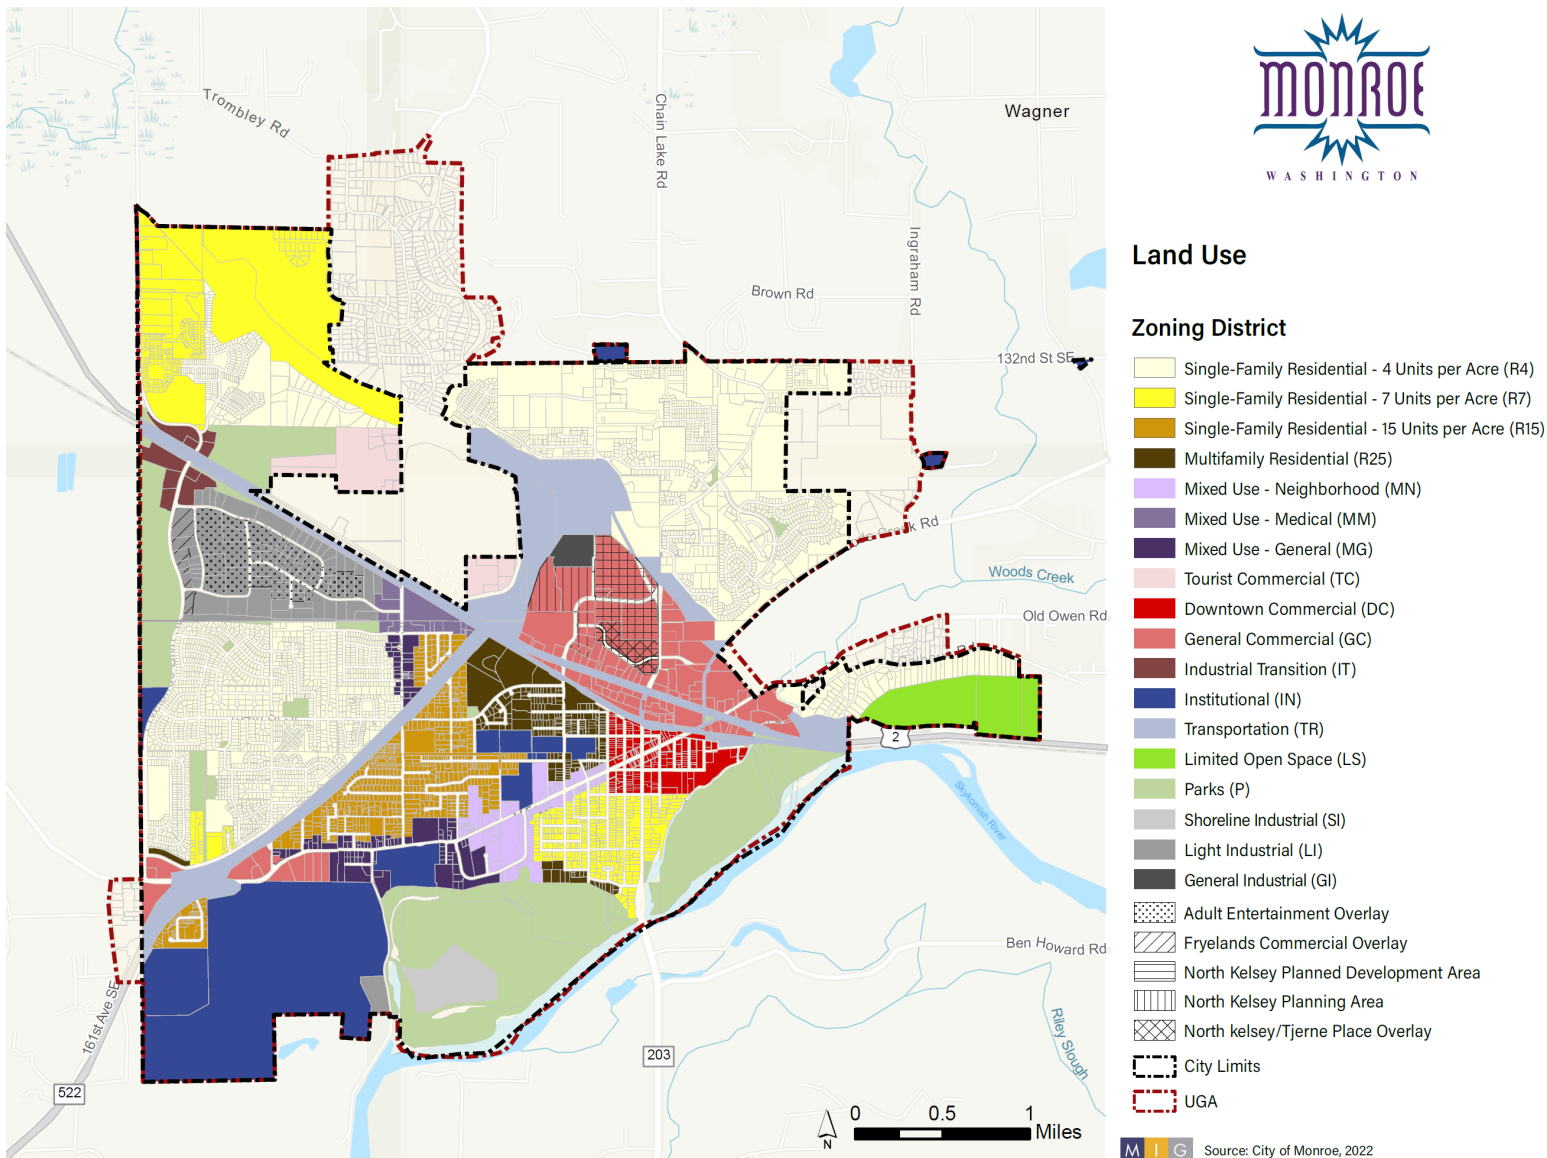 Trombley Rd
Chain Lake Rd
Wagner
Ingraham Rd
Brown Rd
132nd St SE
Creek Rd
Woods Creek
Old Owen Rd
2
Skykomish River
Ben Howard Rd
161st Ave SE
203
Riley Slough
522
N
0 0.5 1
Miles
MONROE
WASHINGTON
Land Use
Zoning District
Single-Family Residential - 4 Units per Acre (R4)
Single-Family Residential - 7 Units per Acre (R7)
Single-Family Residential - 15 Units per Acre (R15)
Multifamily Residential (R25)
Mixed Use - Neighborhood (MN)
Mixed Use - Medical (MM)
Mixed Use - General (MG)
Tourist Commercial (TC)
Downtown Commercial (DC)
General Commercial (GC)
Industrial Transition (IT)
Institutional (IN)
Transportation (TR)
Limited Open Space (LS)
Parks (P)
Shoreline Industrial (SI)
Light Industrial (LI)
General Industrial (GI)
Adult Entertainment Overlay
Fryelands Commercial Overlay
North Kelsey Planned Development Area
North Kelsey Planning Area
North kelsey/Tjerne Place Overlay
City Limits
UGA
M I G
Source: City of Monroe, 2022